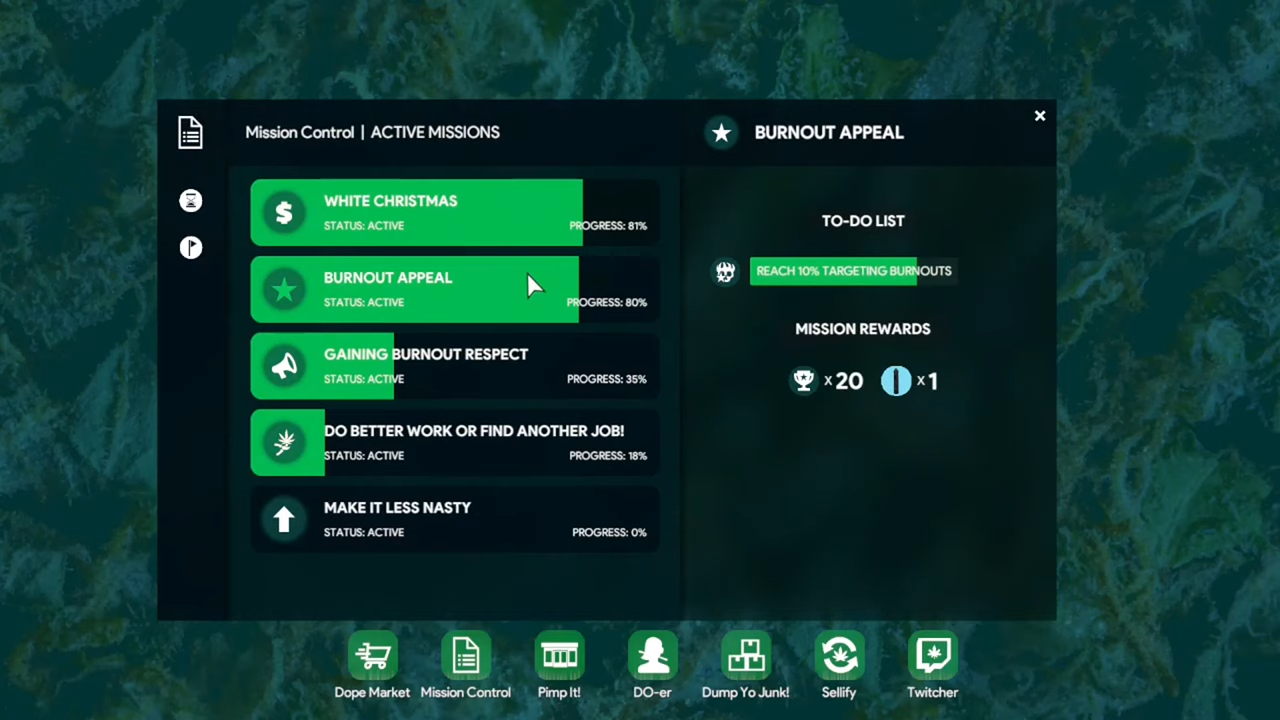 Mission Control | ACTIVE MISSIONS
WHITE CHRISTMAS
STATUS: ACTIVE
PROGRESS: 81%
BURNOUT APPEAL
STATUS: ACTIVE
PROGRESS: 80%
GAINING BURNOUT RESPECT
STATUS: ACTIVE
PROGRESS: 35%
DO BETTER WORK OR FIND ANOTHER JOB!
STATUS: ACTIVE
PROGRESS: 18%
MAKE IT LESS NASTY
STATUS: ACTIVE
PROGRESS: 0%
BURNOUT APPEAL
TO-DO LIST
REACH 10% TARGETING BURNOUTS
MISSION REWARDS
x 20
x 1
Dope Market
Mission Control
Pimp It!
DO-er
Dump Yo Junk!
Sellify
Twitcher